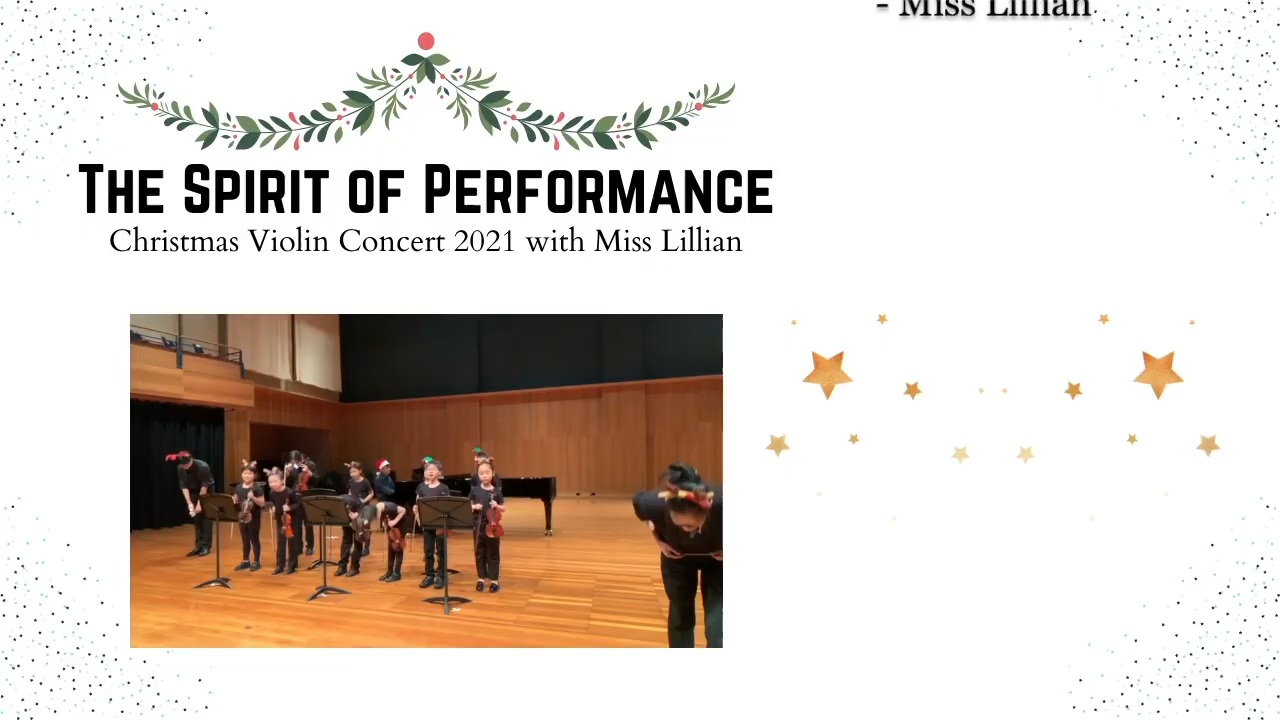 - Miss Lillian
The Spirit of Performance
Christmas Violin Concert 2021 with Miss Lillian